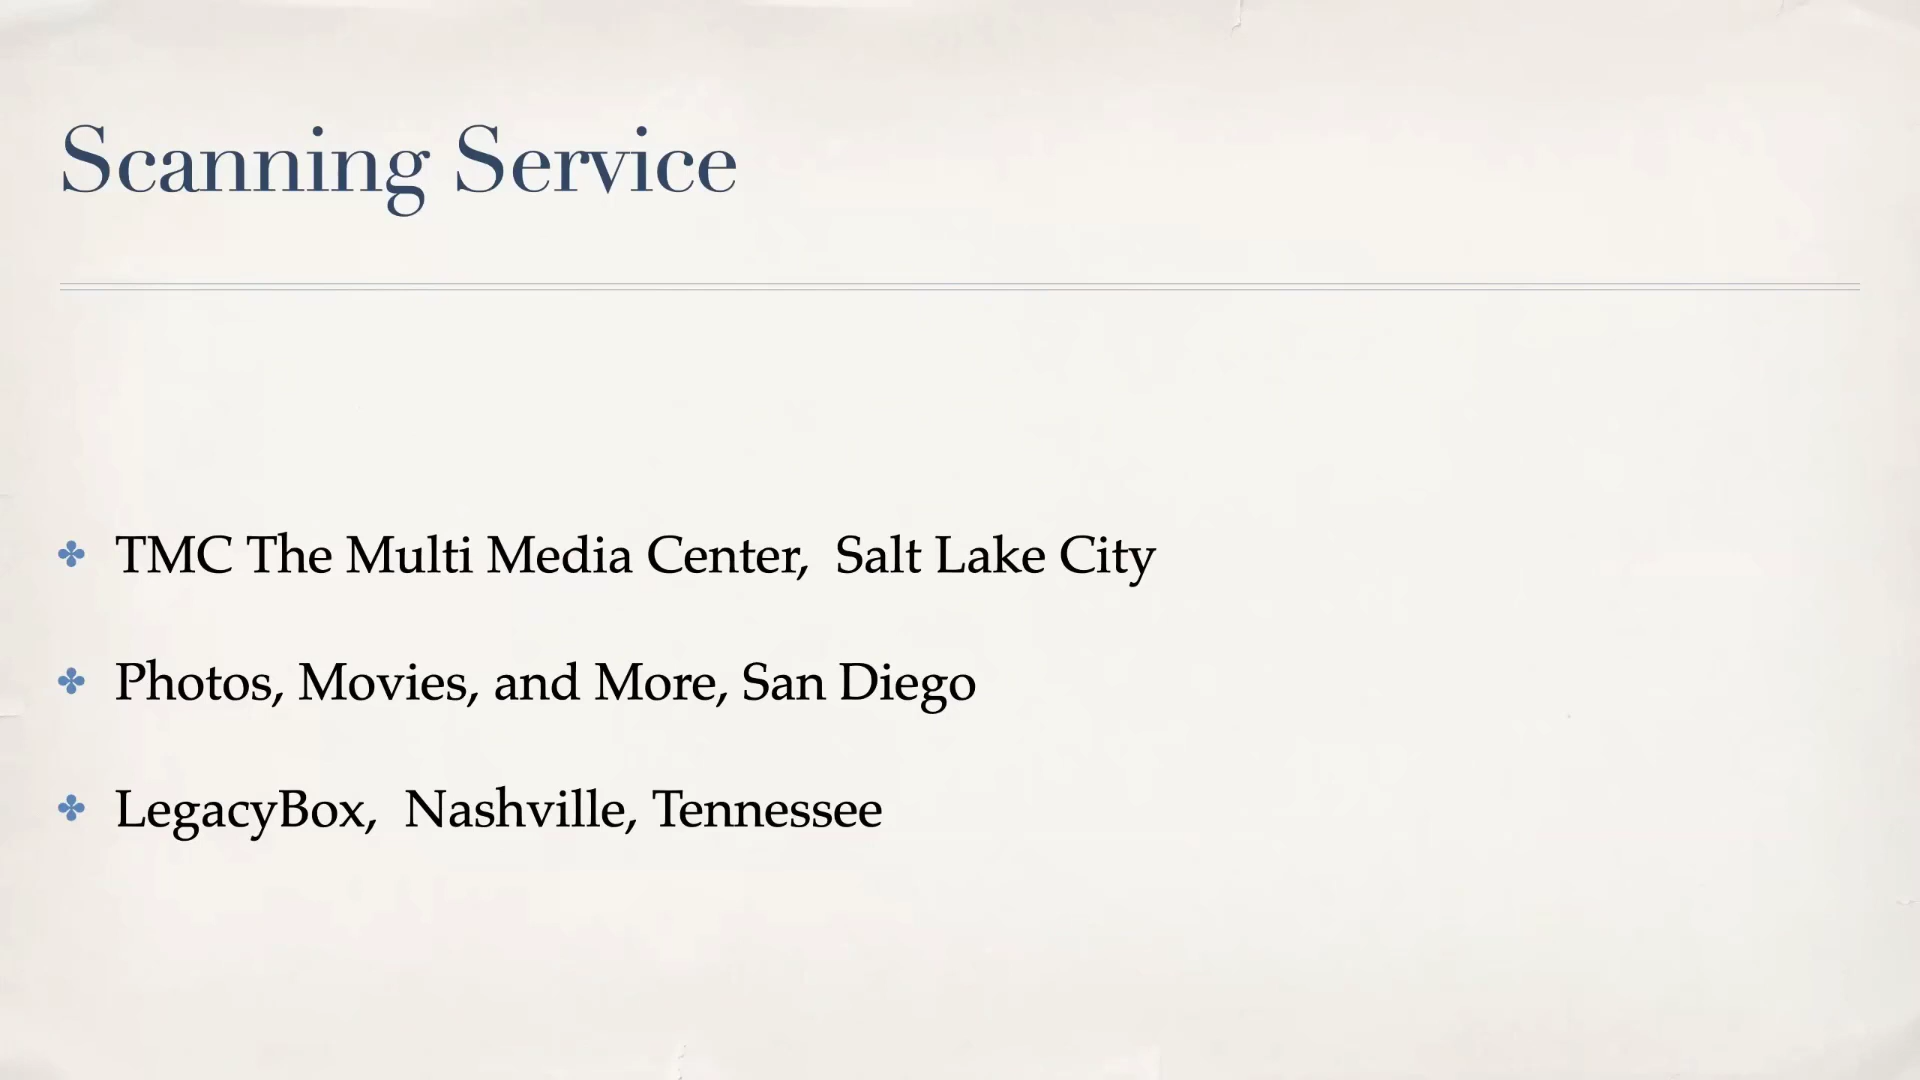 Scanning Service
TMC The Multi Media Center,  Salt Lake City
Photos, Movies, and More, San Diego
LegacyBox,  Nashville, Tennessee